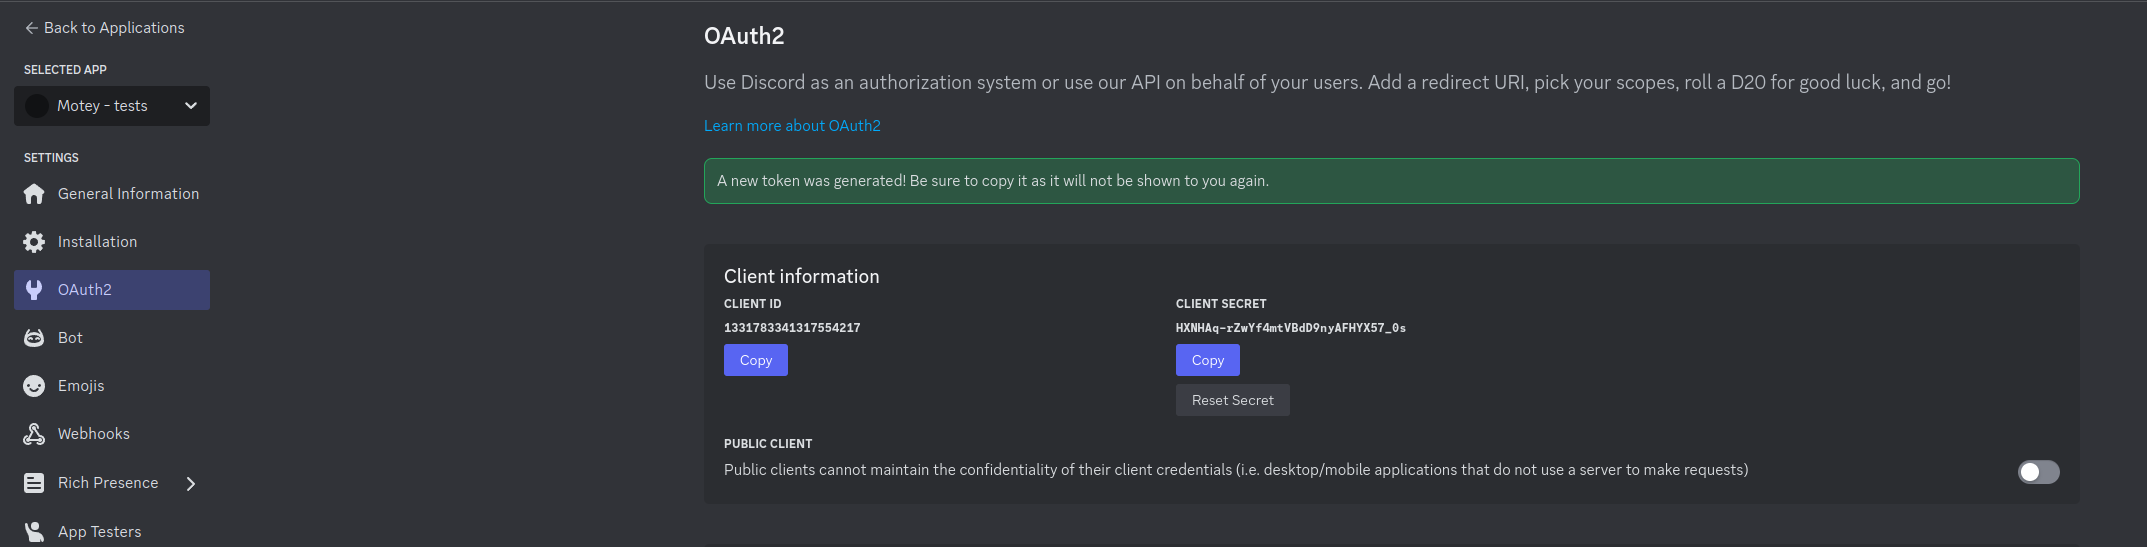 Back to Applications
SELECTED APP
Motey - tests
SETTINGS
General Information
Installation
OAuth2
Bot
Emojis
Webhooks
Rich Presence
App Testers
OAuth2
Use Discord as an authorization system or use our API on behalf of your users. Add a redirect URI, pick your scopes, roll a D20 for good luck, and go!
Learn more about OAuth2
A new token was generated! Be sure to copy it as it will not be shown to you again.
Client information
CLIENT ID
1331783341317554217
Copy
CLIENT SECRET
HXNHAq-rZwYf4mtVBdD9nyAFHYX57_0s
Copy
Reset Secret
PUBLIC CLIENT
Public clients cannot maintain the confidentiality of their client credentials (i.e. desktop/mobile applications that do not use a server to make requests)